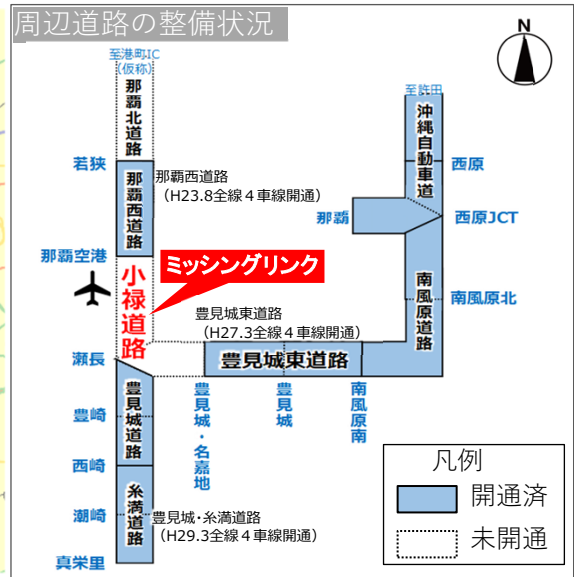 周辺道路の整備状況
N
至港町IC
(仮称)
那覇北道路
若狭
那覇西道路
那覇西道路
(H23.8全線4車線開通)
那覇空港
小禄道路
ミッシングリンク
至許田
沖縄自動車道
西原
那覇
西原JCT
南風原道路
南風原北
豊見城東道路
(H27.3全線4車線開通)
豊見城東道路
瀬長
豊見城・名嘉地
豊見城
南風原南
豊見城道路
豊崎
西崎
糸満道路
潮崎
豊見城・糸満道路
(H29.3全線4車線開通)
真栄里
凡例
開通済
未開通